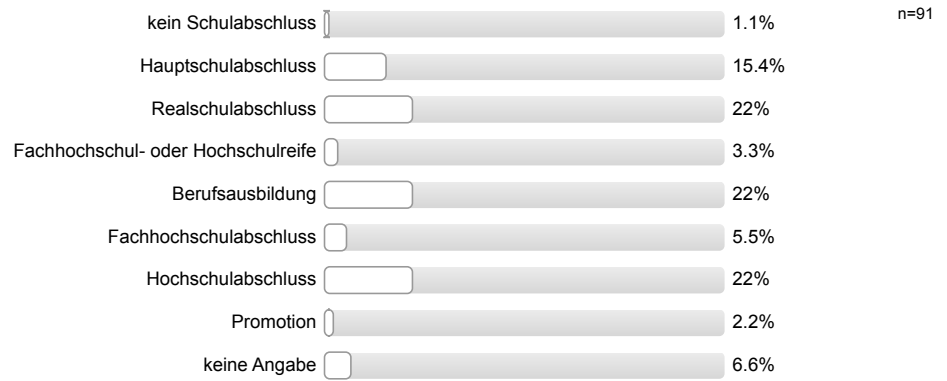 kein Schulabschluss 1.1% n=91
Hauptschulabschluss 15.4%
Realschulabschluss 22%
Fachhochschul- oder Hochschulreife 3.3%
Berufsausbildung 22%
Fachhochschulabschluss 5.5%
Hochschulabschluss 22%
Promotion 2.2%
keine Angabe 6.6%